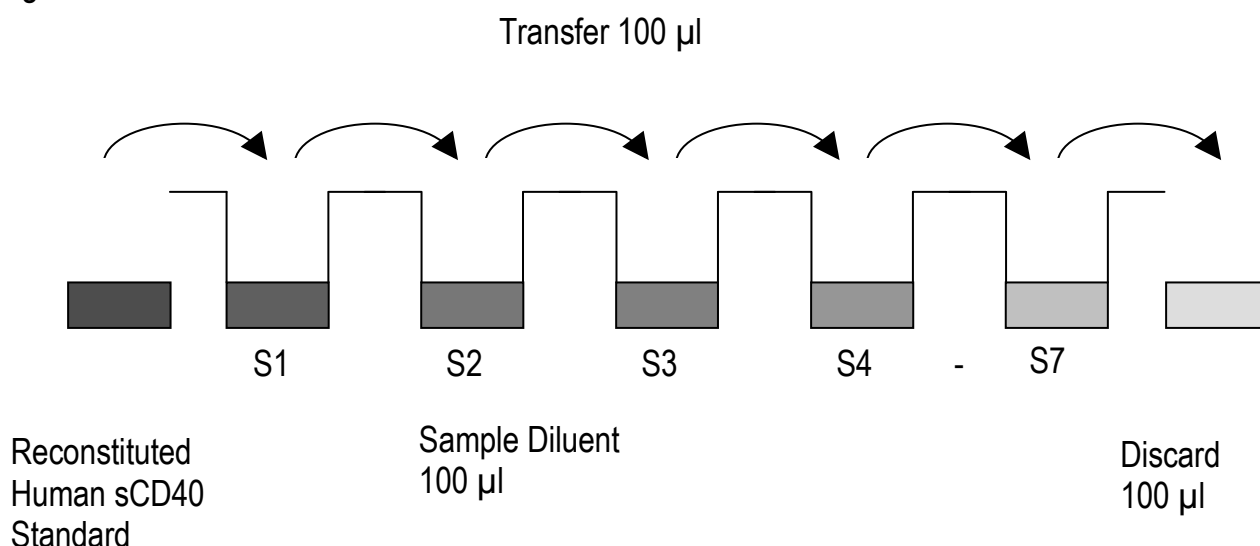 Transfer 100 µl
S1 S2 S3 S4 - S7
Reconstituted
Human sCD40
Standard
Sample Diluent
100 µl
Discard
100 µl